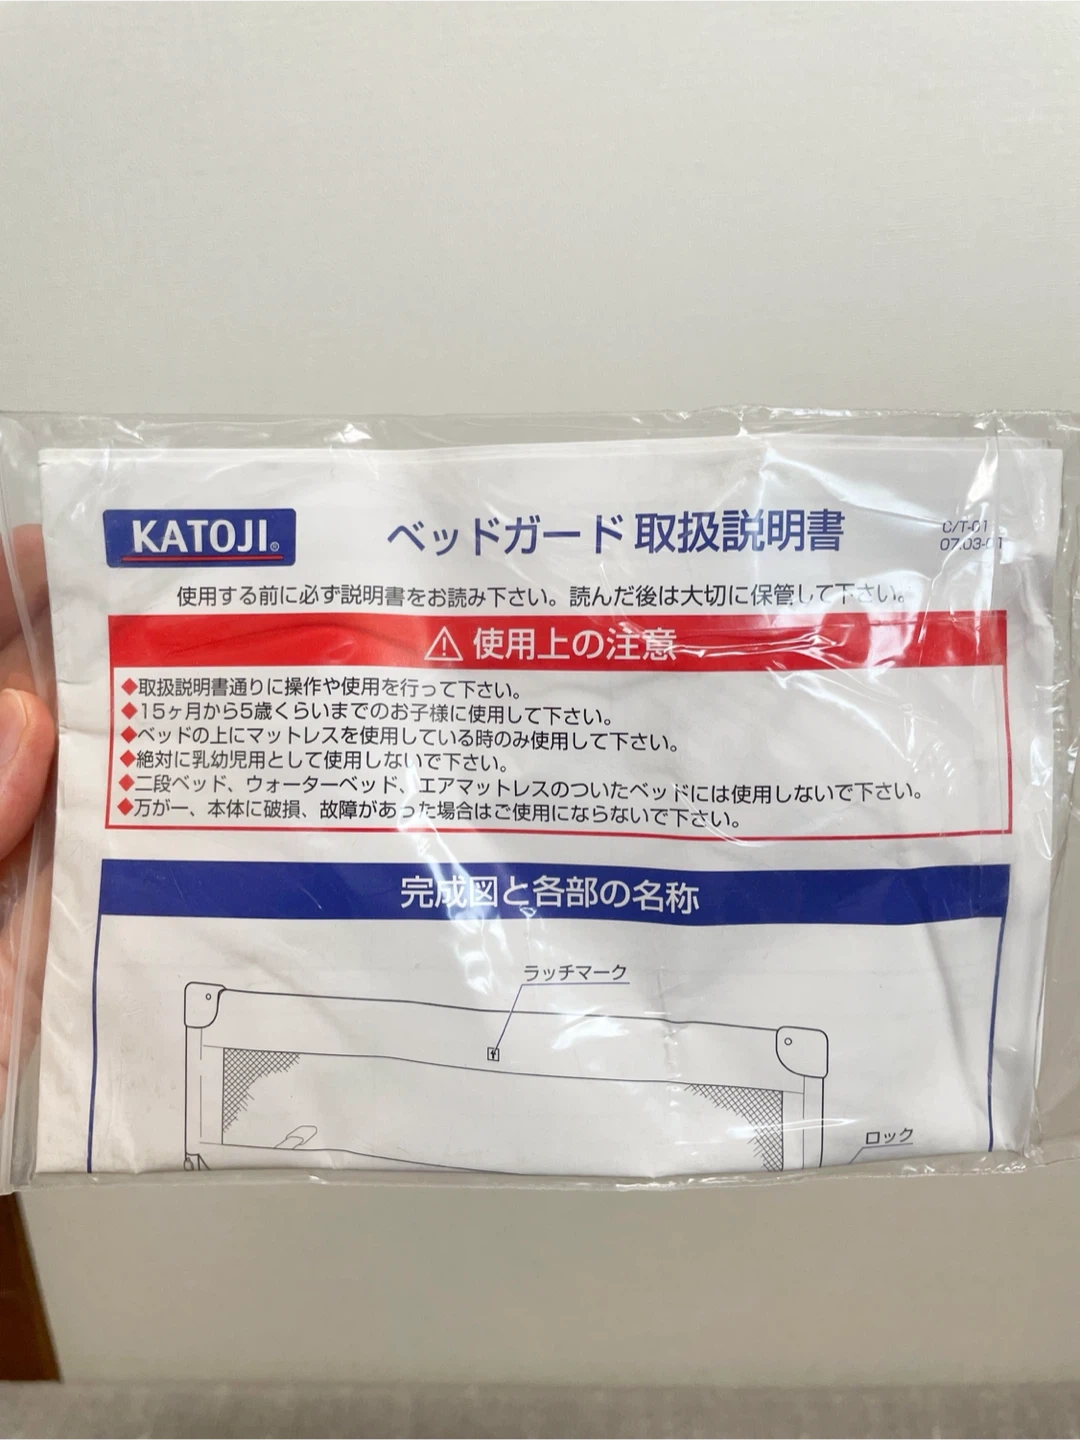 KATOJI®
ベッドガード 取扱説明書
C/T-01
07.03-01
使用する前に必ず説明書をお読み下さい。読んだ後は大切に保管して下さい。
⚠ 使用上の注意
◆取扱説明書通りに操作や使用を行って下さい。
◆15ヶ月から5歳くらいまでのお子様に使用して下さい。
◆ベッドの上にマットレスを使用している時のみ使用して下さい。
◆絶対に乳幼児用として使用しないで下さい。
◆二段ベッド、ウォーターベッド、エアマットレスのついたベッドには使用しないで下さい。
◆万が一、本体に破損、故障があった場合はご使用にならないで下さい。
完成図と各部の名称
ラッチマーク
ロック